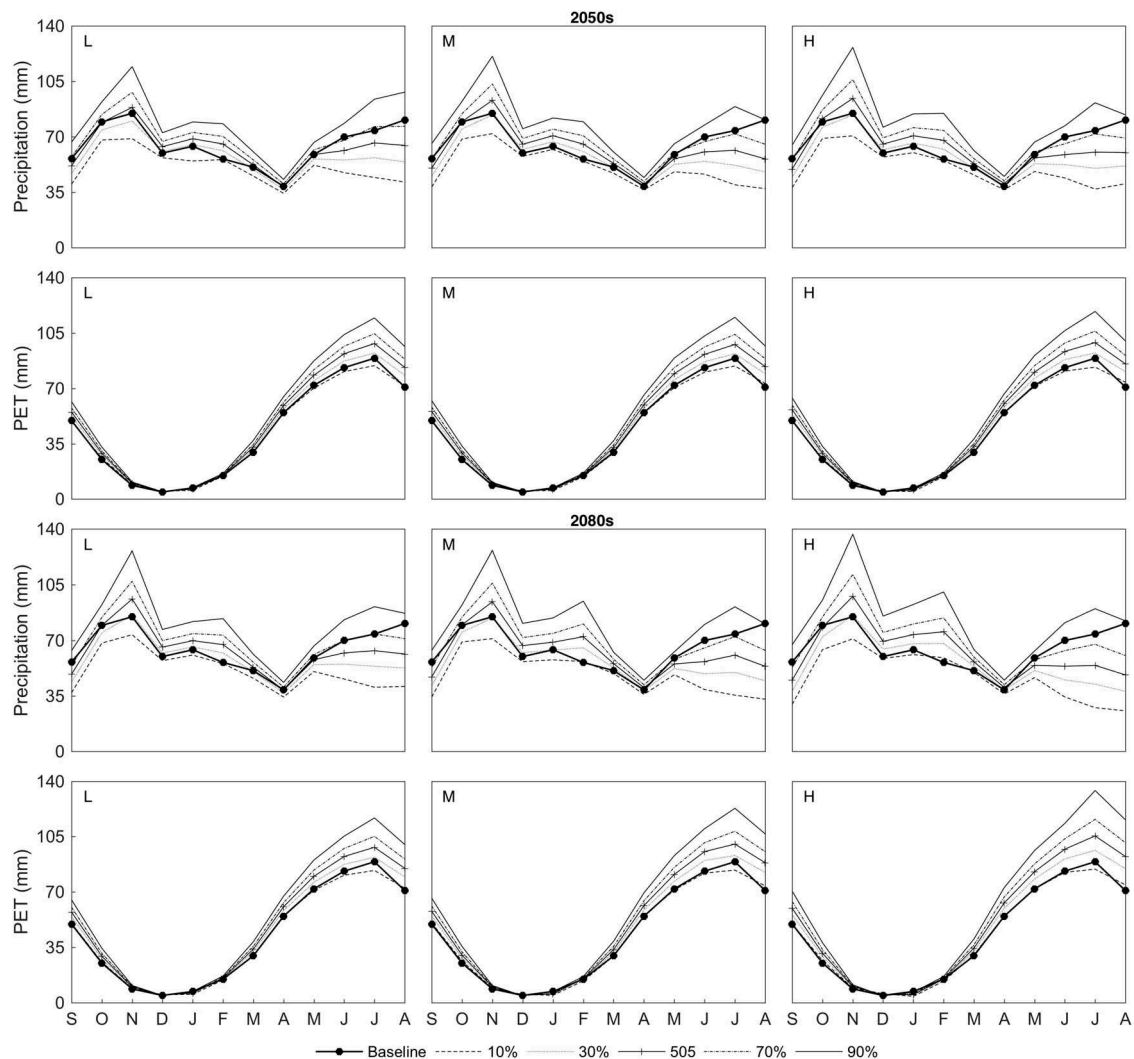 2050s
L
M
H
Precipitation (mm)
140
105
70
35
0
L
M
H
PET (mm)
140
105
70
35
0
2080s
L
M
H
Precipitation (mm)
140
105
70
35
0
L
M
H
PET (mm)
140
105
70
35
0
S O N D J F M A M J J A S O N D J F M A M J J A S O N D J F M A M J J A
Baseline 10% 30% 505 70% 90%